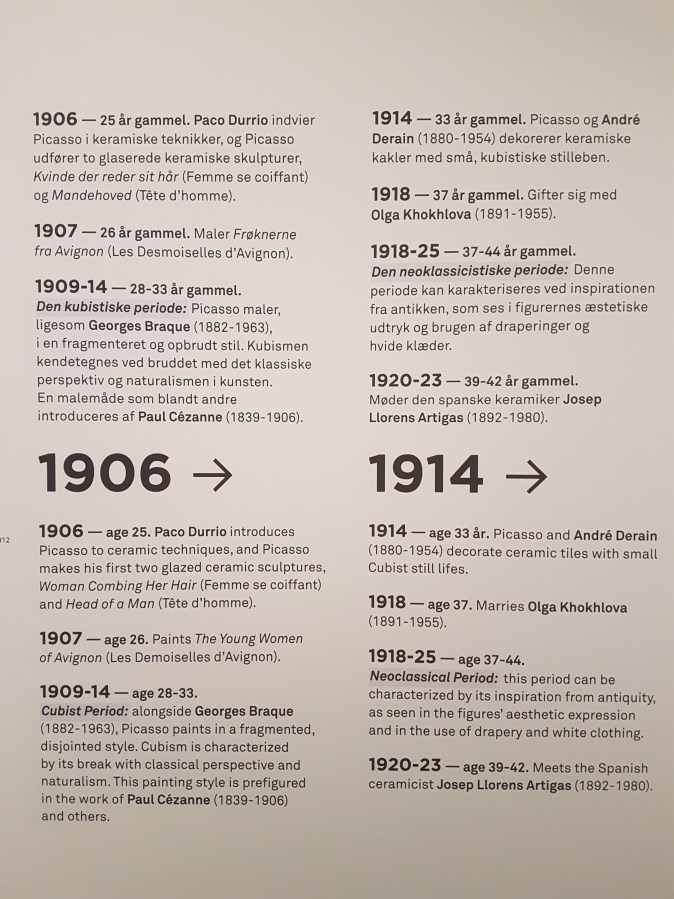 1906 — 25 år gammel. Paco Durrio indvier
Picasso i keramiske teknikker, og Picasso
udfører to glaserede keramiske skulpturer,
Kvinde der reder sit hår (Femme se coiffant)
og Mandehoved (Tête d'homme).
1907 — 26 år gammel. Maler Frøknerne
fra Avignon (Les Desmoiselles d'Avignon).
1909-14 — 28-33 år gammel.
Den kubistiske periode: Picasso maler,
ligesom Georges Braque (1882-1963),
i en fragmenteret og opbrudt stil. Kubismen
kendetegnes ved bruddet med det klassiske
perspektiv og naturalismen i kunsten.
En malemåde som blandt andre
introduceres af Paul Cézanne (1839-1906).
1906 →
1906 — age 25. Paco Durrio introduces
Picasso to ceramic techniques, and Picasso
makes his first two glazed ceramic sculptures,
Woman Combing Her Hair (Femme se coiffant)
and Head of a Man (Tête d'homme).
1907 — age 26. Paints The Young Women
of Avignon (Les Demoiselles d'Avignon).
1909-14 — age 28-33.
Cubist Period: alongside Georges Braque
(1882-1963), Picasso paints in a fragmented,
disjointed style. Cubism is characterized
by its break with classical perspective and
naturalism. This painting style is prefigured
in the work of Paul Cézanne (1839-1906)
and others.
1914 — 33 år gammel. Picasso og André
Derain (1880-1954) dekorerer keramiske
kakler med små, kubistiske stilleben.
1918 — 37 år gammel. Gifter sig med
Olga Khokhlova (1891-1955).
1918-25 — 37-44 år gammel.
Den neoklassicistiske periode: Denne
periode kan karakteriseres ved inspirationen
fra antikken, som ses i figurernes æstetiske
udtryk og brugen af draperinger og
hvide klæder.
1920-23 — 39-42 år gammel.
Møder den spanske keramiker Josep
Llorens Artigas (1892-1980).
1914 →
1914 — age 33 år. Picasso and André Derain
(1880-1954) decorate ceramic tiles with small
Cubist still lifes.
1918 — age 37. Marries Olga Khokhlova
(1891-1955).
1918-25 — age 37-44.
Neoclassical Period: this period can be
characterized by its inspiration from antiquity,
as seen in the figures' aesthetic expression
and in the use of drapery and white clothing.
1920-23 — age 39-42. Meets the Spanish
ceramicist Josep Llorens Artigas (1892-1980).